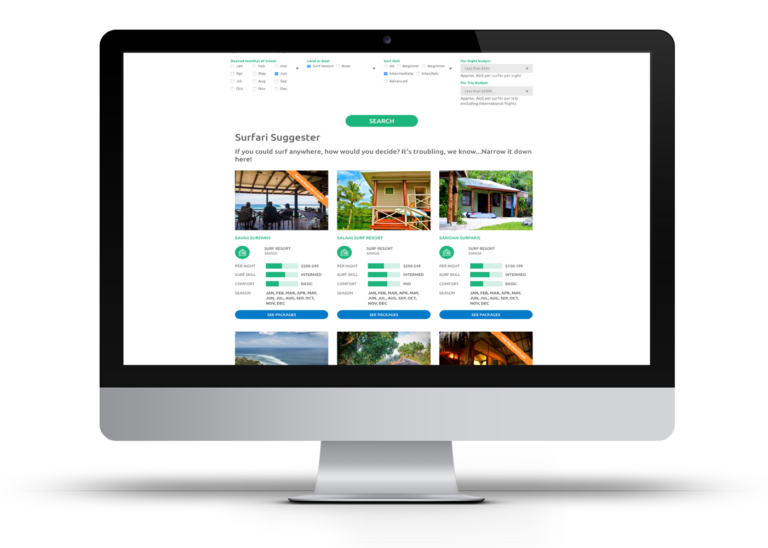 Desired month/s of travel
Jan Feb Mar
Apr May Jun
Jul Aug Sep
Oct Nov Dec
Land or Boat
Surf Resort Boat
Surf Skill
All Beginner Beginner
Intermediate
Advanced
Per Night Budget
Approx. AUD per surfer per night
Per Trip Budget
Approx. AUD per surfer per trip
excluding international flights
SEARCH
Surfari Suggester
If you could surf anywhere, how would you decide? It's troubling, we know...Narrow it down
here!
SAVAII SURFARIS
SURF RESORT
SAMOA
PER NIGHT $200-249
SURF SKILL INTERMED
COMFORT BASIC
SEASON JAN, FEB, MAR, APR, MAY,
JUN, JUL, AUG, SEP, OCT,
NOV, DEC
SEE PACKAGES
SALANI SURF RESORT
SURF RESORT
SAMOA
PER NIGHT $200-249
SURF SKILL INTERMED
COMFORT MID
SEASON JAN, FEB, MAR, APR, MAY,
JUN, JUL, AUG, SEP, OCT,
NOV, DEC
SEE PACKAGES
SAMOAN SURFARIS
SURF RESORT
SAMOA
PER NIGHT $150-199
SURF SKILL INTERMED
COMFORT BASIC
SEASON JAN, FEB, MAR, APR, MAY,
JUN, JUL, AUG, SEP, OCT,
NOV, DEC
SEE PACKAGES